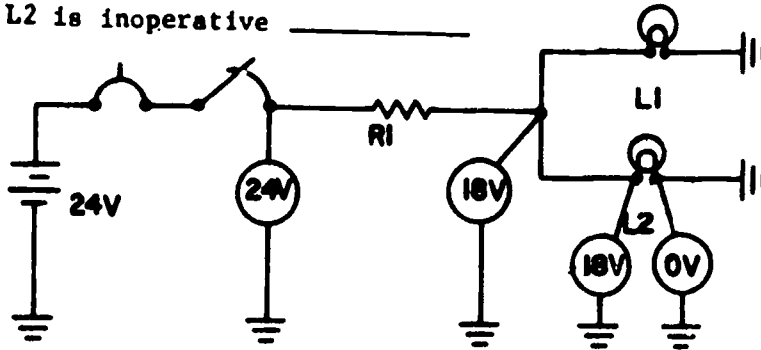 L2 is inoperative
24V
24V
R1
18V
L1
L2
18V
0V